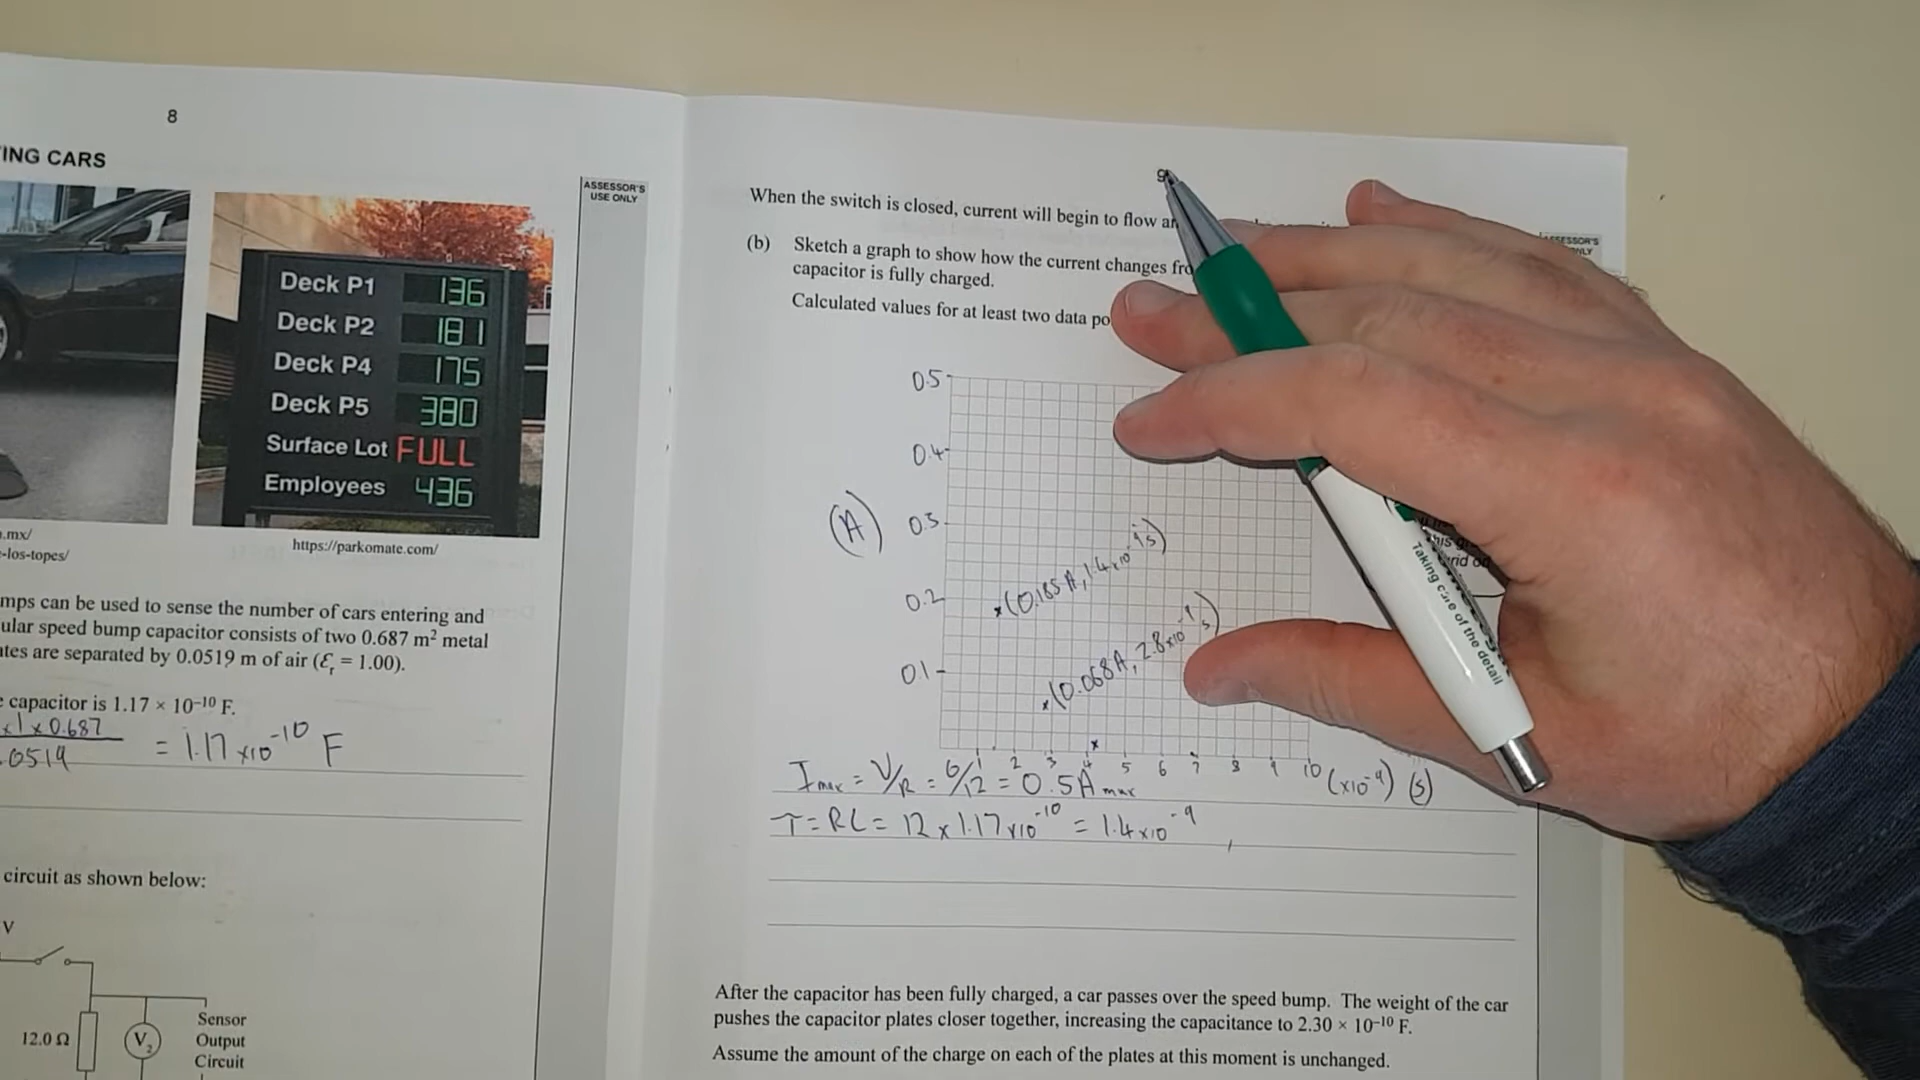 8
ING CARS
ASSESSOR'S
USE ONLY
Deck P1 136
Deck P2 181
Deck P4 175
Deck P5 380
Surface Lot FULL
Employees 436
.mx/
-los-topes/
https://parkomate.com/
mps can be used to sense the number of cars entering and
ular speed bump capacitor consists of two 0.687 m² metal
ates are separated by 0.0519 m of air (Ɛr = 1.00).
capacitor is 1.17 × 10⁻¹⁰ F.
x 1 x 0.687
.0519
= 1.17 x10⁻¹⁰ F
circuit as shown below:
V
12.0 Ω
V₂
Sensor
Output
Circuit
9
When the switch is closed, current will begin to flow
(b) Sketch a graph to show how the current changes
capacitor is fully charged.
Calculated values for at least two data
0.5
0.4
(A)
0.3
0.2
0.1
(0.185A, 1.4x10⁻⁹s)
(0.068A, 2.8x10⁻⁹s)
1 2 3 4 5 6 7 8 9 10 (x10⁻⁹) (s)
Imax = V/R = 6/12 = 0.5A max
τ = RC = 12 x 1.17x10⁻¹⁰ = 1.4x10⁻⁹
Taking care of the detail
After the capacitor has been fully charged, a car passes over the speed bump. The weight of the car
pushes the capacitor plates closer together, increasing the capacitance to 2.30 × 10⁻¹⁰ F.
Assume the amount of the charge on each of the plates at this moment is unchanged.